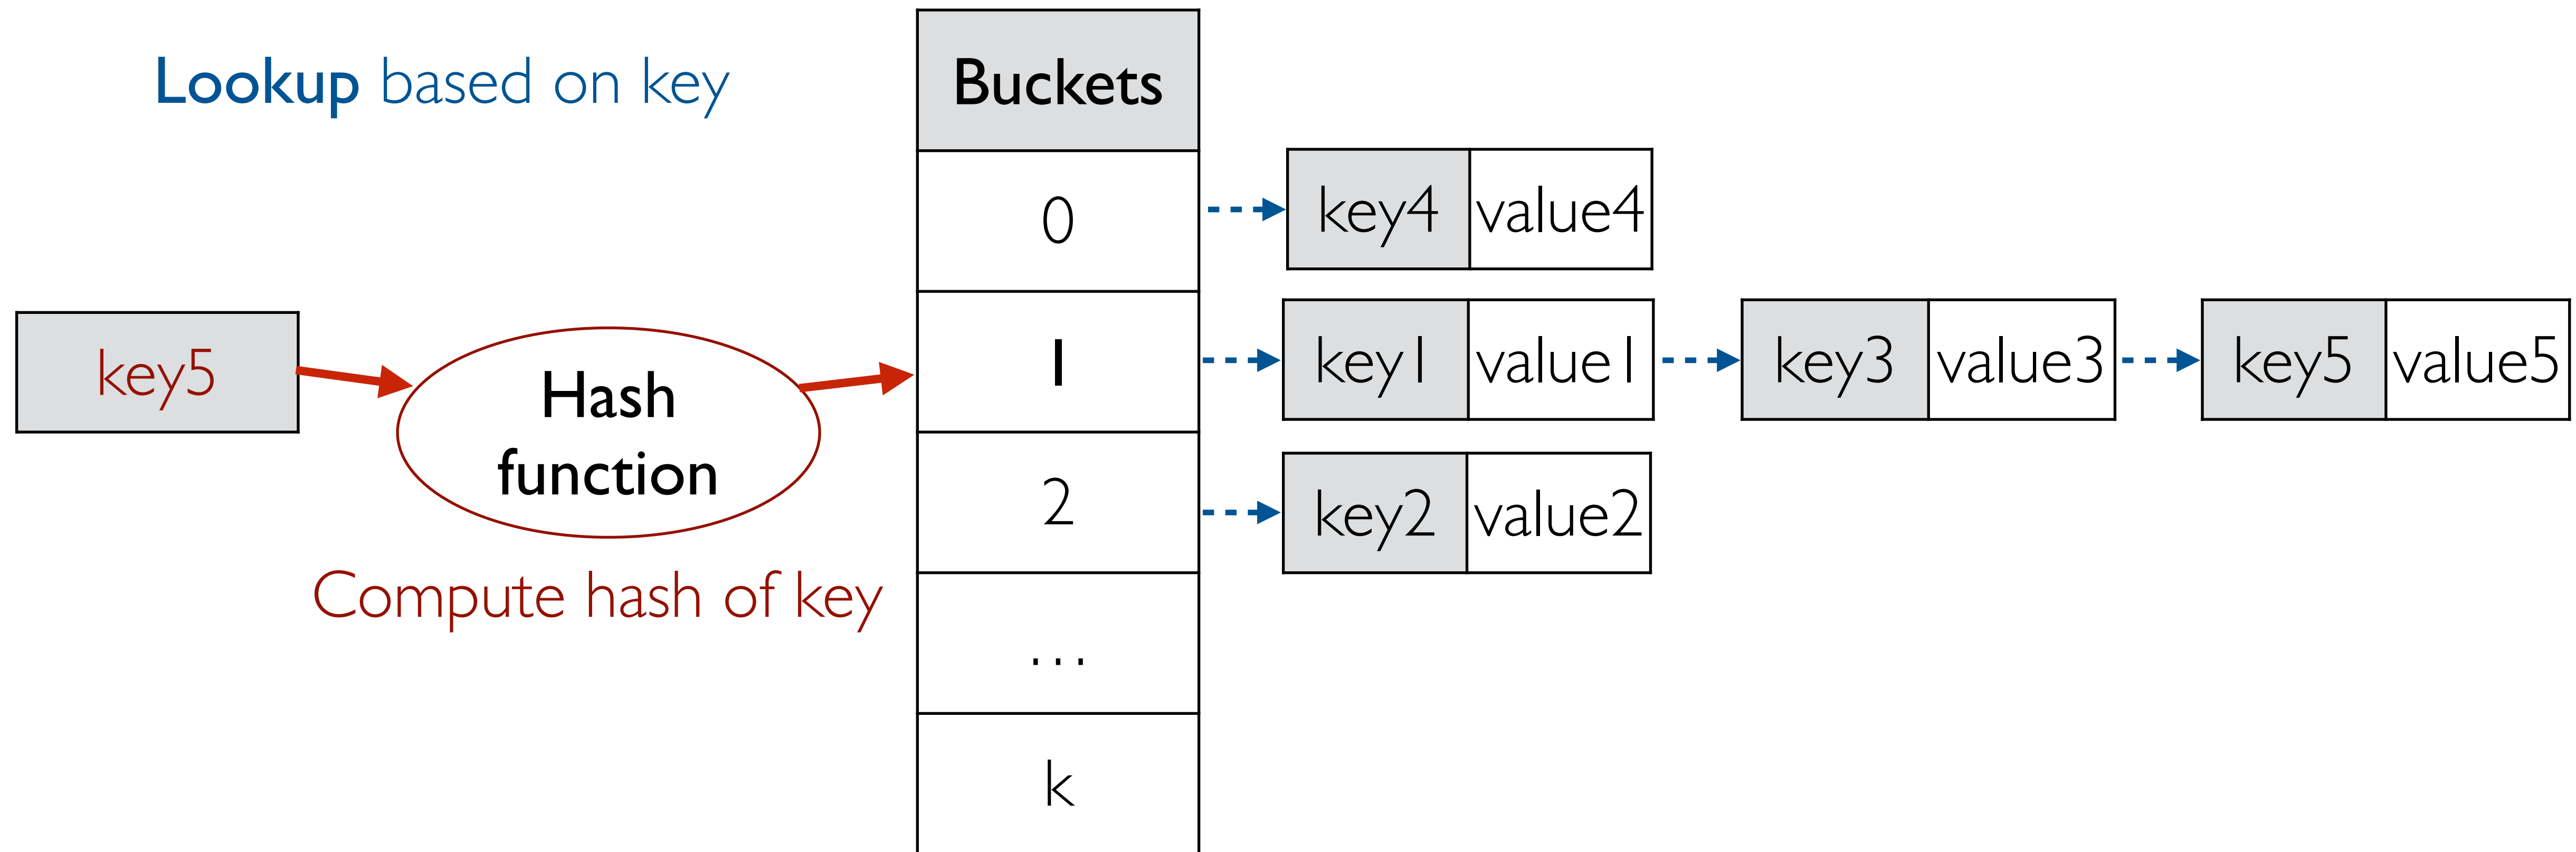 Lookup based on key
Buckets
0
key4 value4
key5
Hash
function
1
key1 value1
key3 value3
key5 value5
2
key2 value2
Compute hash of key
...
k